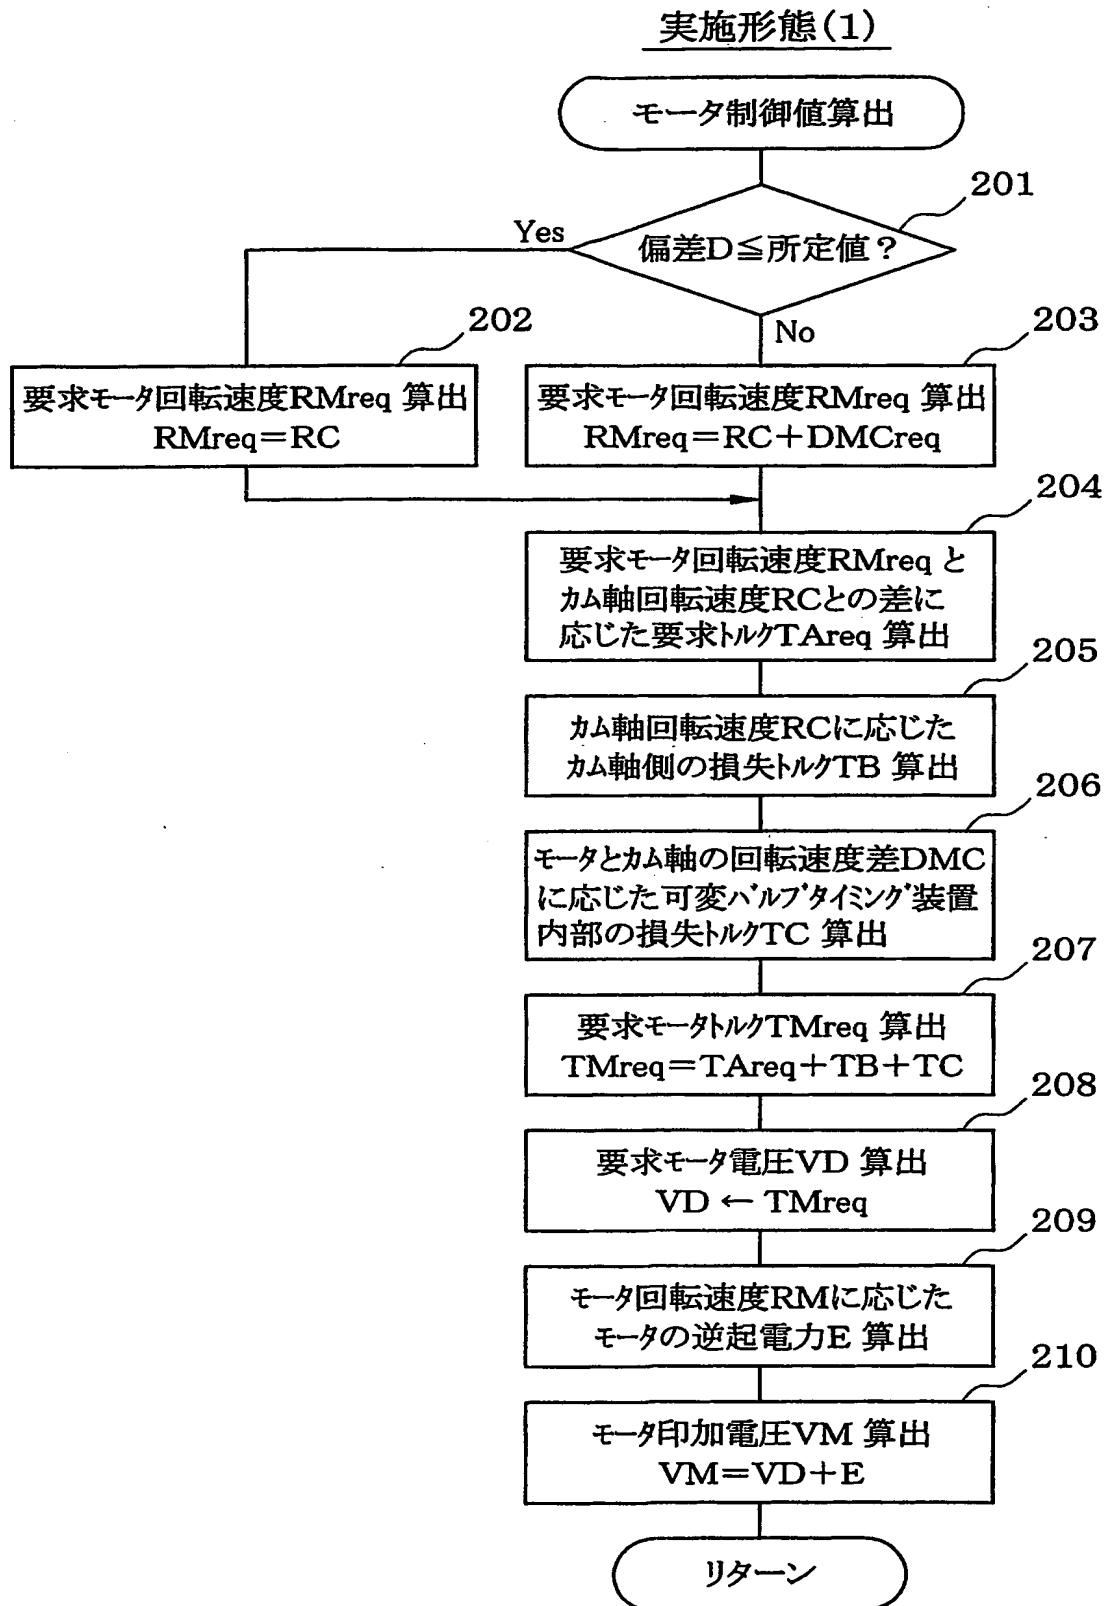 実施形態(1)
モータ制御値算出
201
偏差D≦所定値？
Yes
No
202
要求モータ回転速度RMreq 算出
RMreq＝RC
203
要求モータ回転速度RMreq 算出
RMreq＝RC＋DMCreq
204
要求モータ回転速度RMreq と
カム軸回転速度RCとの差に
応じた要求トルクTAreq 算出
205
カム軸回転速度RCに応じた
カム軸側の損失トルクTB 算出
206
モータとカム軸の回転速度差DMC
に応じた可変バルブタイミング装置
内部の損失トルクTC 算出
207
要求モータトルクTMreq 算出
TMreq＝TAreq＋TB＋TC
208
要求モータ電圧VD 算出
VD ← TMreq
209
モータ回転速度RMに応じた
モータの逆起電力E 算出
210
モータ印加電圧VM 算出
VM＝VD＋E
リターン